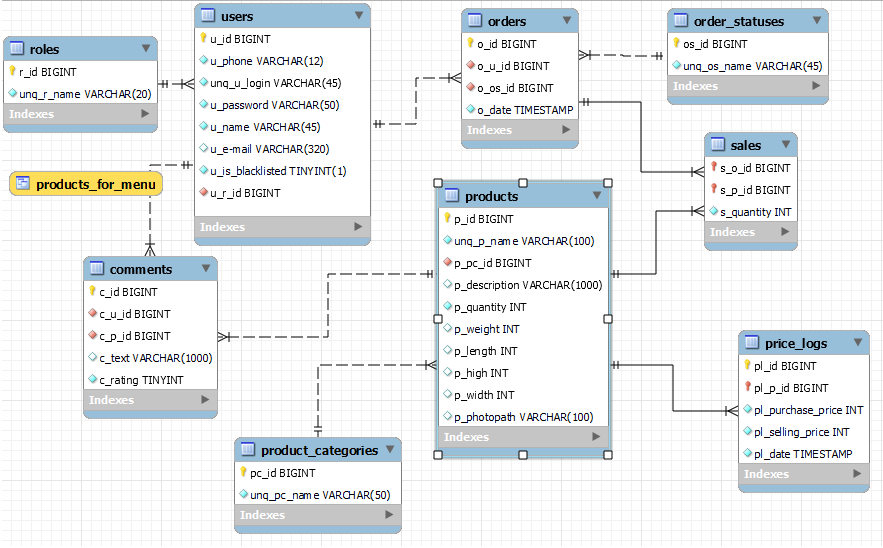 roles
r_id BIGINT
unq_r_name VARCHAR(20)
Indexes
users
u_id BIGINT
u_phone VARCHAR(12)
unq_u_login VARCHAR(45)
u_password VARCHAR(50)
u_name VARCHAR(45)
u_e-mail VARCHAR(320)
u_is_blacklisted TINYINT(1)
u_r_id BIGINT
Indexes
orders
o_id BIGINT
o_u_id BIGINT
o_os_id BIGINT
o_date TIMESTAMP
Indexes
order_statuses
os_id BIGINT
unq_os_name VARCHAR(45)
Indexes
sales
s_o_id BIGINT
s_p_id BIGINT
s_quantity INT
Indexes
products_for_menu
comments
c_id BIGINT
c_u_id BIGINT
c_p_id BIGINT
c_text VARCHAR(1000)
c_rating TINYINT
Indexes
products
p_id BIGINT
unq_p_name VARCHAR(100)
p_pc_id BIGINT
p_description VARCHAR(1000)
p_quantity INT
p_weight INT
p_length INT
p_high INT
p_width INT
p_photopath VARCHAR(100)
Indexes
price_logs
pl_id BIGINT
pl_p_id BIGINT
pl_purchase_price INT
pl_selling_price INT
pl_date TIMESTAMP
Indexes
product_categories
pc_id BIGINT
unq_pc_name VARCHAR(50)
Indexes